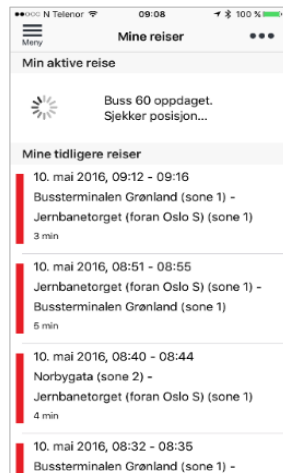 N Telenor 09:08 100 %
Meny Mine reiser
Min aktive reise
Buss 60 oppdaget.
Sjekker posisjon...
Mine tidligere reiser
10. mai 2016, 09:12 - 09:16
Bussterminalen Grønland (sone 1) -
Jernbanetorget (foran Oslo S) (sone 1)
3 min
10. mai 2016, 08:51 - 08:55
Jernbanetorget (foran Oslo S) (sone 1) -
Bussterminalen Grønland (sone 1)
5 min
10. mai 2016, 08:40 - 08:44
Norbygata (sone 2) -
Jernbanetorget (foran Oslo S) (sone 1)
4 min
10. mai 2016, 08:32 - 08:35
Bussterminalen Grønland (sone 1) -